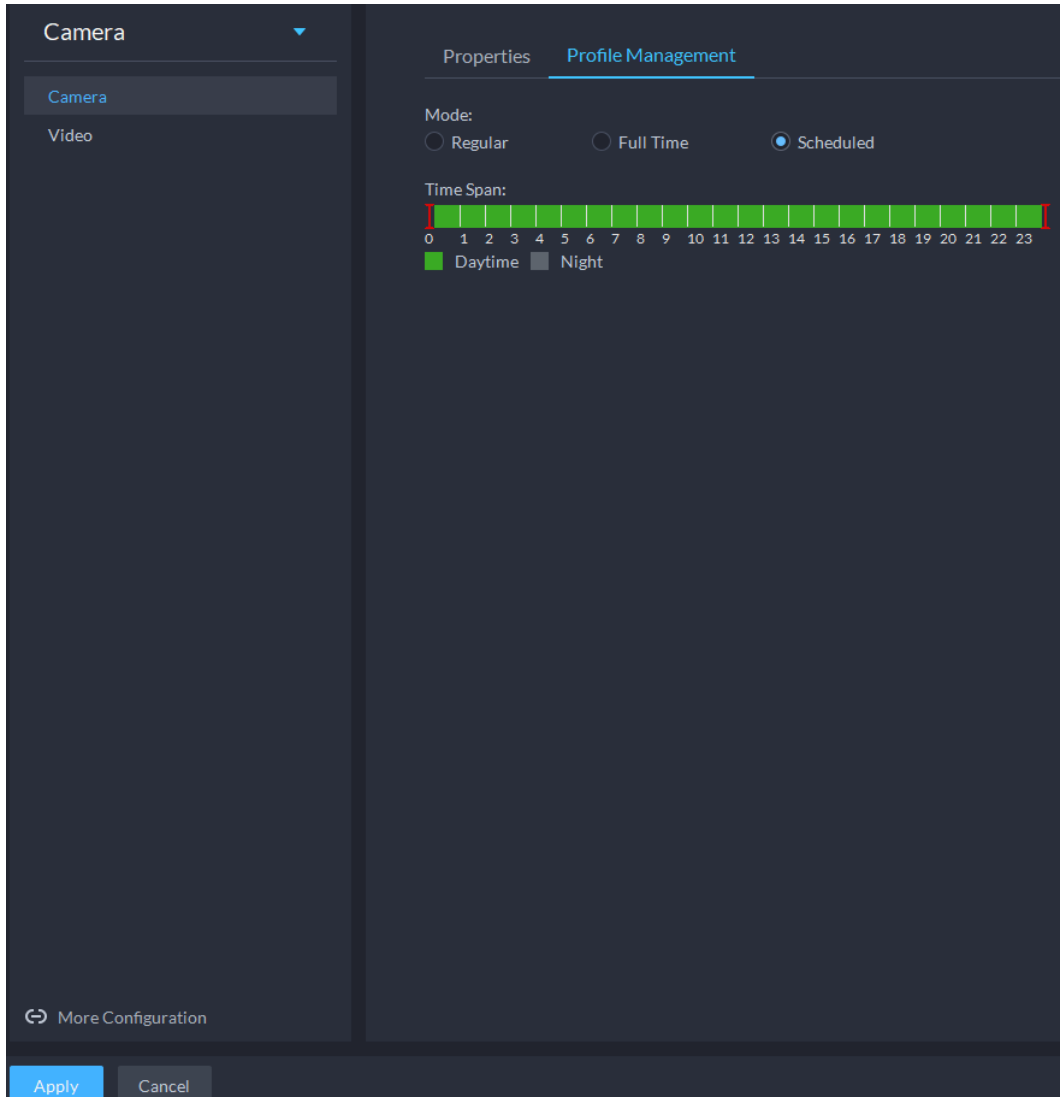 Camera
Camera
Video
More Configuration
Properties Profile Management
Mode:
Regular Full Time Scheduled
Time Span:
0 1 2 3 4 5 6 7 8 9 10 11 12 13 14 15 16 17 18 19 20 21 22 23
Daytime Night
Apply Cancel